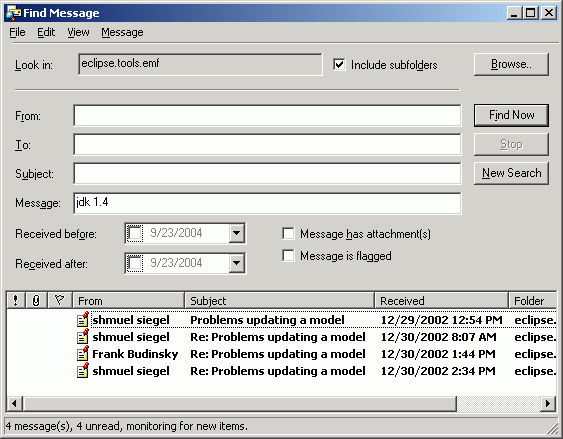 Find Message
File Edit View Message
Look in: eclipse.tools.emf Include subfolders Browse..
From: Find Now
To: Stop
Subject: New Search
Message: jdk 1.4
Received before: 9/23/2004 Message has attachment(s)
Received after: 9/23/2004 Message is flagged
! From Subject Received Folder
shmuel siegel Problems updating a model 12/29/2002 12:54 PM eclipse.
shmuel siegel Re: Problems updating a model 12/30/2002 8:07 AM eclipse.
Frank Budinsky Re: Problems updating a model 12/30/2002 1:44 PM eclipse.
shmuel siegel Re: Problems updating a model 12/30/2002 2:34 PM eclipse.
4 message(s), 4 unread, monitoring for new items.